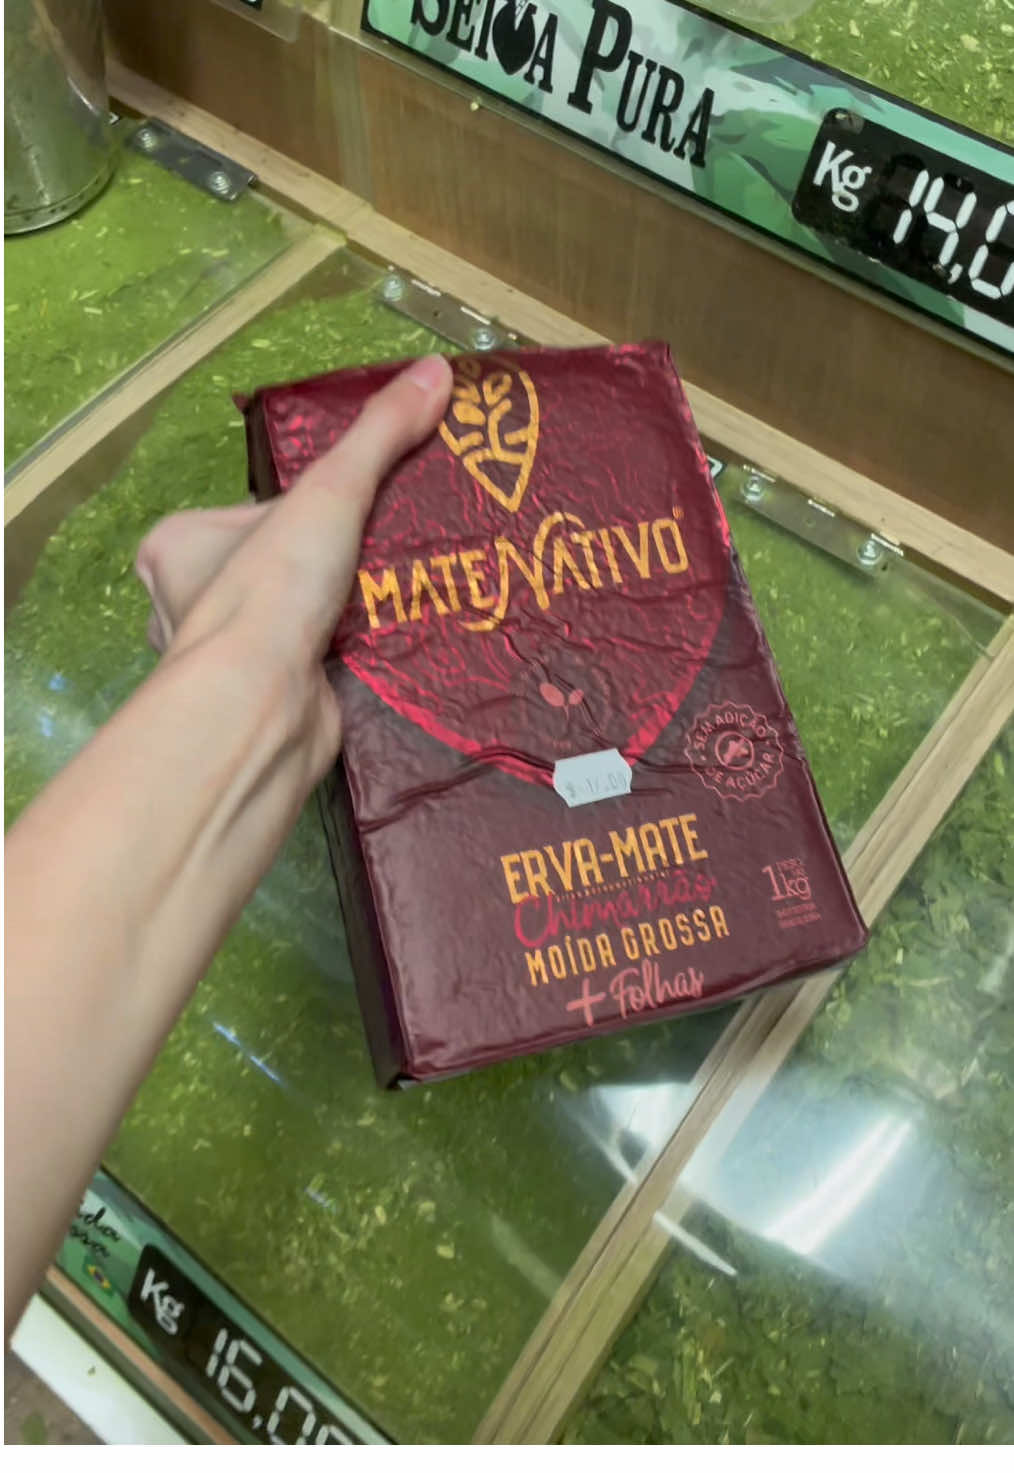 SEIVA PURA
Kg 14,0
MATENATIVO®
SEM ADIÇÃO
DE AÇÚCAR
ERVA-MATE
Chimarrão
MOÍDA GROSSA
+ Folhas
1kg
Kg 16,00